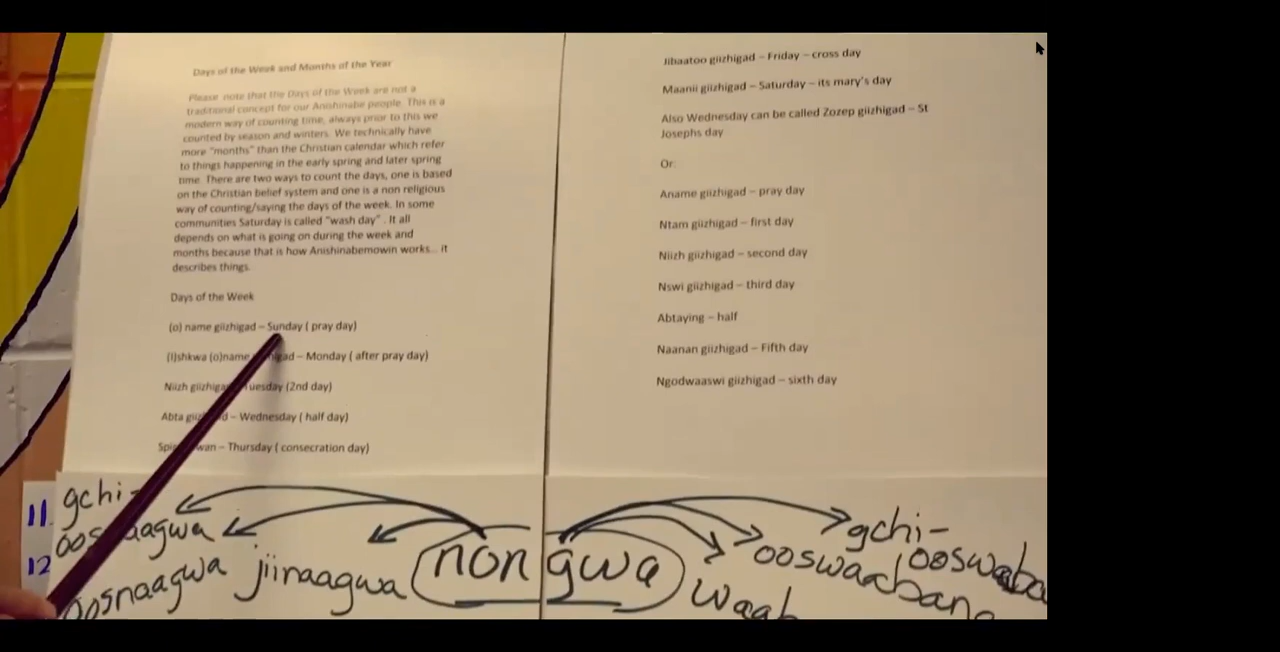 Days of the Week and Months of the Year
Please note that the Days of the Week are not a
traditional concept for our Anishinabe people. This is a
modern way of counting time, always prior to this we
counted by season and winters. We technically have
more "months" than the Christian calendar which refer
to things happening in the early spring and later spring
time. There are two ways to count the days, one is based
on the Christian belief system and one is a non religious
way of counting/saying the days of the week. In some
communities Saturday is called "wash day" . It all
depends on what is going on during the week and
months because that is how Anishinabemowin works... it
describes things.
Days of the Week
(o) name giizhigad – Sunday ( pray day)
(I)shkwa (o)name – Monday ( after pray day)
Niizh Tuesday (2nd day)
Abta – Wednesday ( half day)
– Thursday ( consecration day)
Jibaatoo giizhigad – Friday – cross day
Maanii giizhigad – Saturday – its mary's day
Also Wednesday can be called Zozep giizhigad – St
Josephs day
Or:
Aname giizhigad – pray day
Ntam giizhigad – first day
Niizh giizhigad – second day
Nswi giizhigad – third day
Abtaying – half
Naanan giizhigad – Fifth day
Ngodwaaswi giizhigad – sixth day
11
12
gchi-
oosnaagwa
jiinaagwa
nongwa
ooswaabang
gchi-